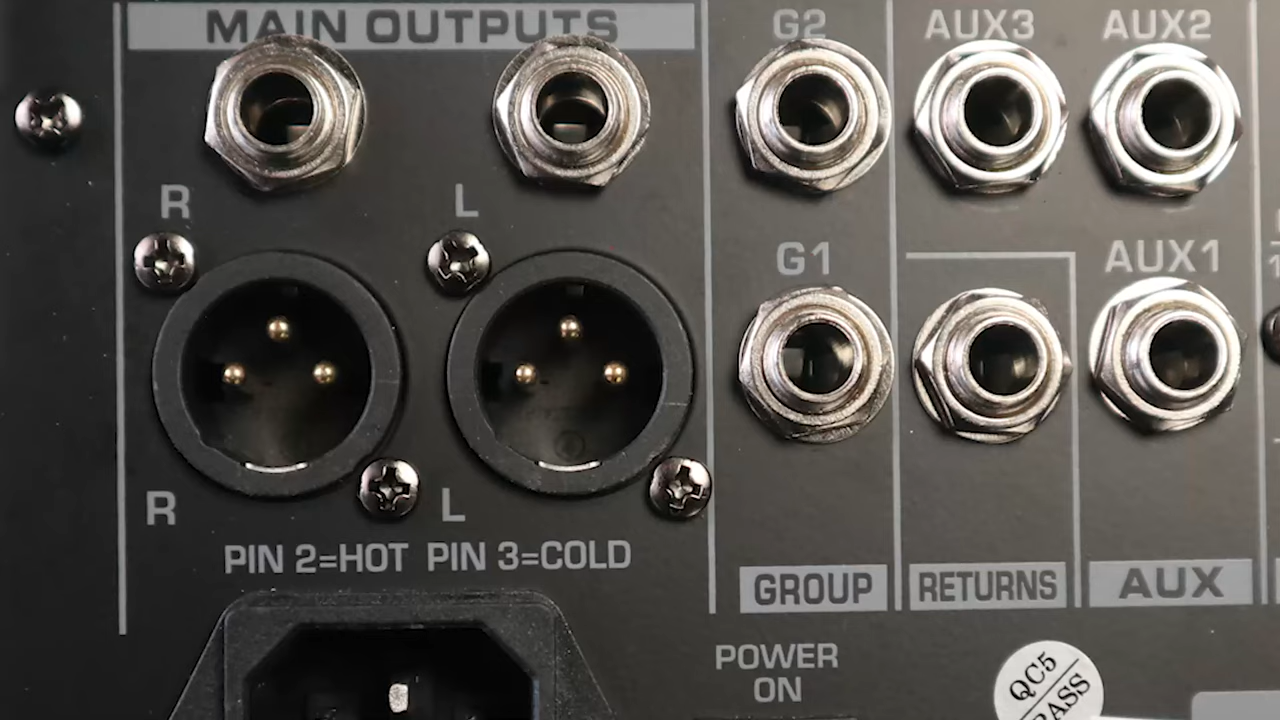 MAIN OUTPUTS
G2
AUX3
AUX2
R
L
G1
AUX1
R
L
PIN 2=HOT PIN 3=COLD
GROUP
RETURNS
AUX
POWER
ON
QC5